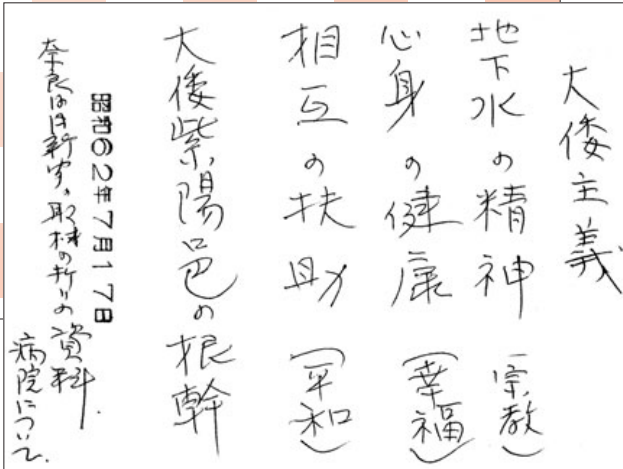 大倭主義
地下水の精神(宗教)
心身の健康(幸福)
相互の扶助(平和)
大倭紫陽邑の根幹
昭和62年7月17日
奈良日日新聞の取材の折りの資料.
病院について.